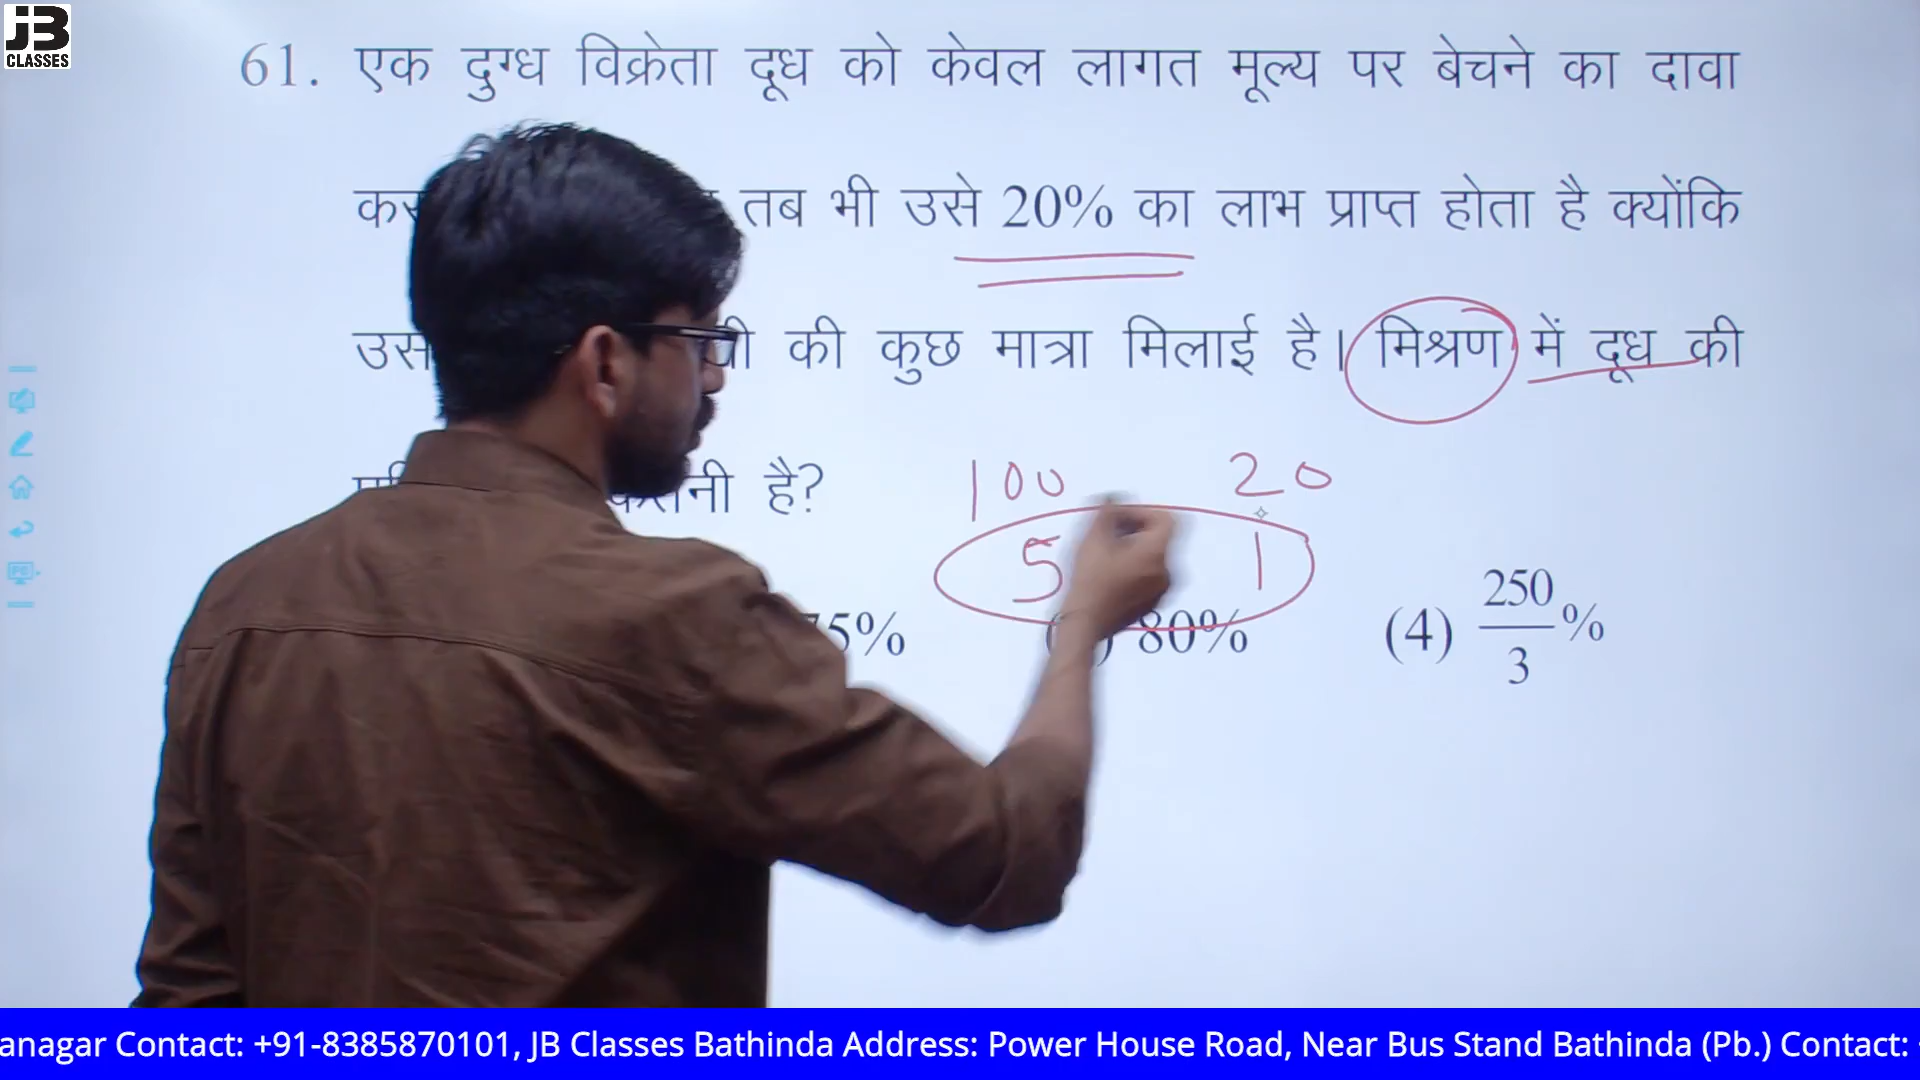 JB
CLASSES
61. एक दुग्ध विक्रेता दूध को केवल लागत मूल्य पर बेचने का दावा
तब भी उसे 20% का लाभ प्राप्त होता है क्योंकि
की कुछ मात्रा मिलाई है। मिश्रण में दूध की
है?
100 20
5 1
80% (4) 250/3 %
anagar Contact: +91-8385870101, JB Classes Bathinda Address: Power House Road, Near Bus Stand Bathinda (Pb.) Contact: